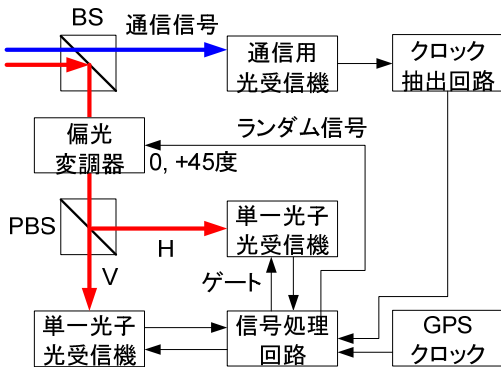 BS
通信信号
通信用
光受信機
クロック
抽出回路
偏光
変調器
ランダム信号
0, +45度
PBS
H
V
単一光子
光受信機
ゲート
単一光子
光受信機
信号処理
回路
GPS
クロック